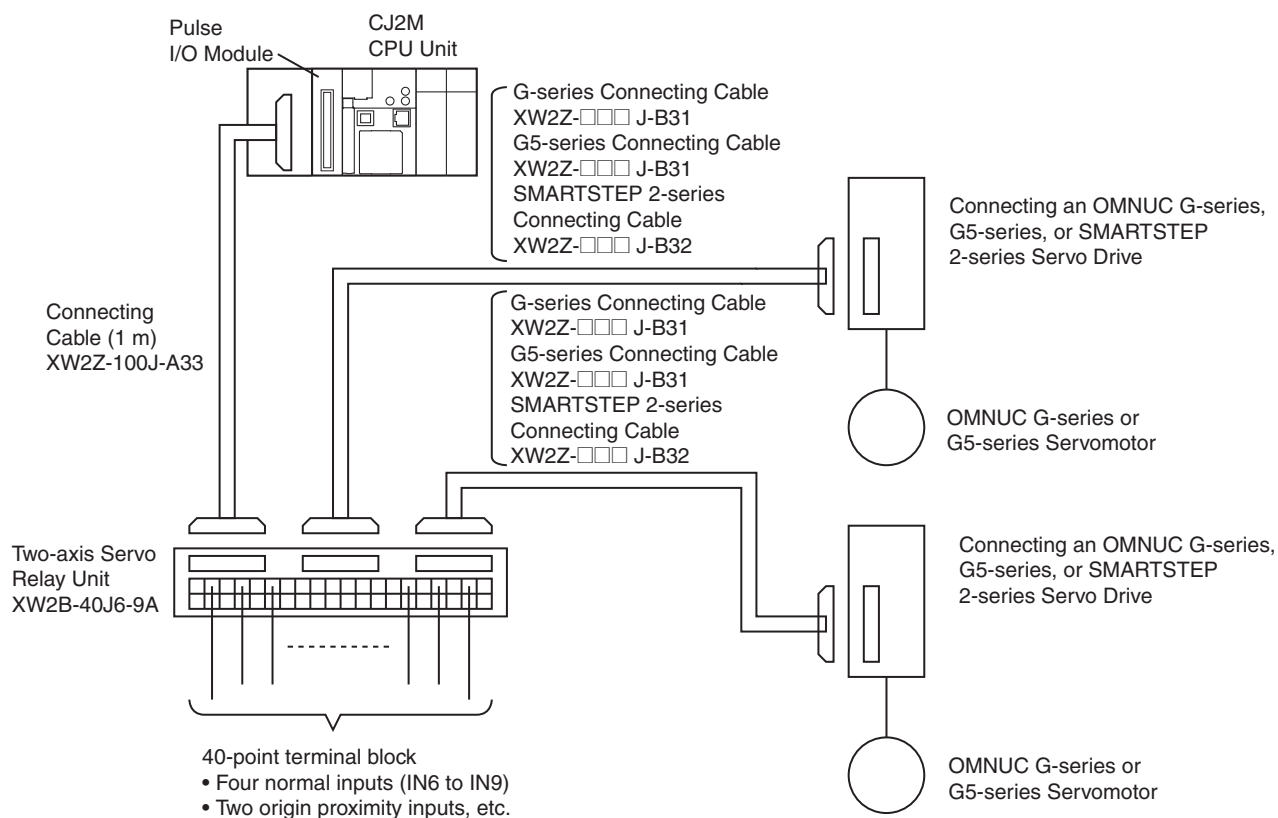 Pulse
I/O Module
CJ2M
CPU Unit
G-series Connecting Cable
XW2Z-□□□ J-B31
G5-series Connecting Cable
XW2Z-□□□ J-B31
SMARTSTEP 2-series
Connecting Cable
XW2Z-□□□ J-B32
Connecting an OMNUC G-series,
G5-series, or SMARTSTEP
2-series Servo Drive
Connecting
Cable (1 m)
XW2Z-100J-A33
G-series Connecting Cable
XW2Z-□□□ J-B31
G5-series Connecting Cable
XW2Z-□□□ J-B31
SMARTSTEP 2-series
Connecting Cable
XW2Z-□□□ J-B32
OMNUC G-series or
G5-series Servomotor
Two-axis Servo
Relay Unit
XW2B-40J6-9A
Connecting an OMNUC G-series,
G5-series, or SMARTSTEP
2-series Servo Drive
40-point terminal block
• Four normal inputs (IN6 to IN9)
• Two origin proximity inputs, etc.
OMNUC G-series or
G5-series Servomotor